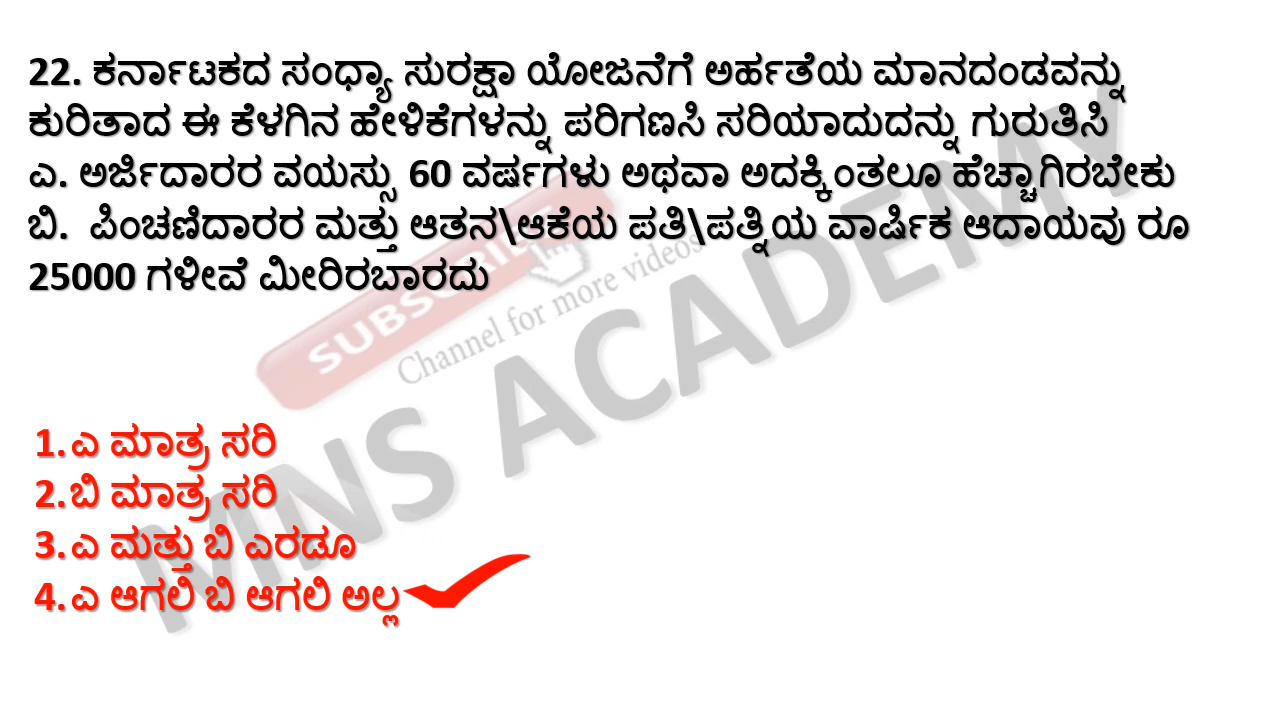 22. ಕರ್ನಾಟಕದ ಸಂಧ್ಯಾ ಸುರಕ್ಷಾ ಯೋಜನೆಗೆ ಅರ್ಹತೆಯ ಮಾನದಂಡವನ್ನು
ಕುರಿತಾದ ಈ ಕೆಳಗಿನ ಹೇಳಿಕೆಗಳನ್ನು ಪರಿಗಣಸಿ ಸರಿಯಾದುದನ್ನು ಗುರುತಿಸಿ
ಎ. ಅರ್ಜಿದಾರರ ವಯಸ್ಸು 60 ವರ್ಷಗಳು ಅಥವಾ ಅದಕ್ಕಿಂತಲೂ ಹೆಚ್ಚಾಗಿರಬೇಕು
ಬಿ. ಪಿಂಚಣಿದಾರರ ಮತ್ತು ಆತನ\ಆಕೆಯ ಪತಿ\ಪತ್ನಿಯ ವಾರ್ಷಿಕ ಆದಾಯವು ರೂ
25000 ಗಳೀವೆ ಮೀರಿರಬಾರದು
SUBSCRIBE
Channel for more videos
MNS ACADEMY
1. ಎ ಮಾತ್ರ ಸರಿ
2. ಬಿ ಮಾತ್ರ ಸರಿ
3. ಎ ಮತ್ತು ಬಿ ಎರಡೂ
4. ಎ ಆಗಲಿ ಬಿ ಆಗಲಿ ಅಲ್ಲ